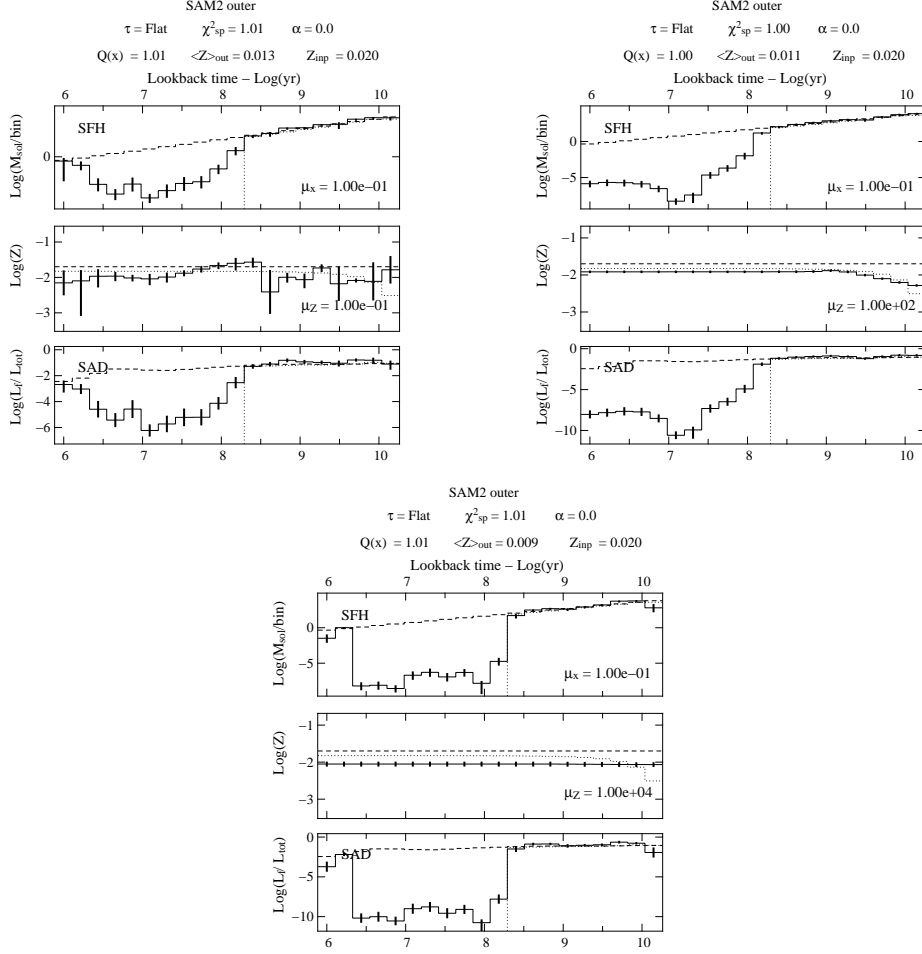 SAM2 outer
τ = Flat χ²sp = 1.01 α = 0.0
Q(x) = 1.01 <Z>out = 0.013 Zinp = 0.020
Lookback time – Log(yr)
6 7 8 9 10
SFH
Log(Msol/bin)
0
μx = 1.00e−01
Log(Z)
−1
−2
−3
μZ = 1.00e−01
SAD
Log(Lf/ Ltot)
0
−2
−4
−6
6 7 8 9 10
SAM2 outer
τ = Flat χ²sp = 1.00 α = 0.0
Q(x) = 1.00 <Z>out = 0.011 Zinp = 0.020
Lookback time – Log(yr)
6 7 8 9 10
SFH
Log(Msol/bin)
0
−5
μx = 1.00e−01
Log(Z)
−1
−2
−3
μZ = 1.00e+02
SAD
Log(Lf/ Ltot)
0
−5
−10
6 7 8 9 10
SAM2 outer
τ = Flat χ²sp = 1.01 α = 0.0
Q(x) = 1.01 <Z>out = 0.009 Zinp = 0.020
Lookback time – Log(yr)
6 7 8 9 10
SFH
Log(Msol/bin)
0
−5
μx = 1.00e−01
Log(Z)
−1
−2
−3
μZ = 1.00e+04
SAD
Log(Lf/ Ltot)
0
−5
−10
6 7 8 9 10